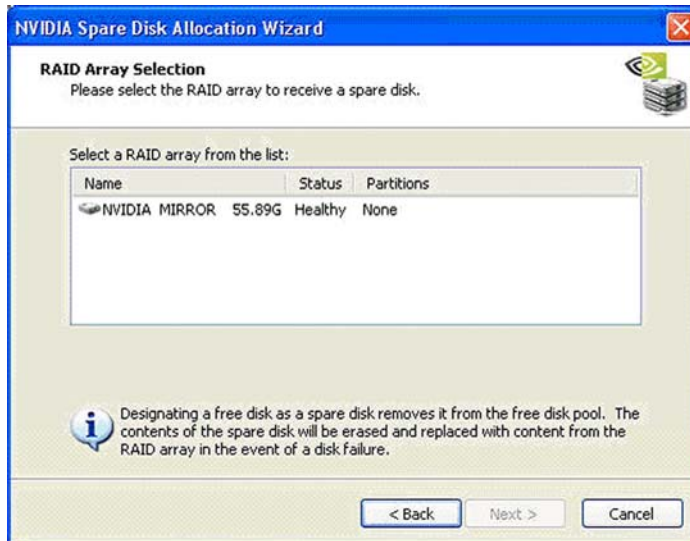 NVIDIA Spare Disk Allocation Wizard
RAID Array Selection
Please select the RAID array to receive a spare disk.
Select a RAID array from the list:
Name Status Partitions
NVIDIA MIRROR 55.89G Healthy None
Designating a free disk as a spare disk removes it from the free disk pool. The
contents of the spare disk will be erased and replaced with content from the
RAID array in the event of a disk failure.
< Back Next > Cancel